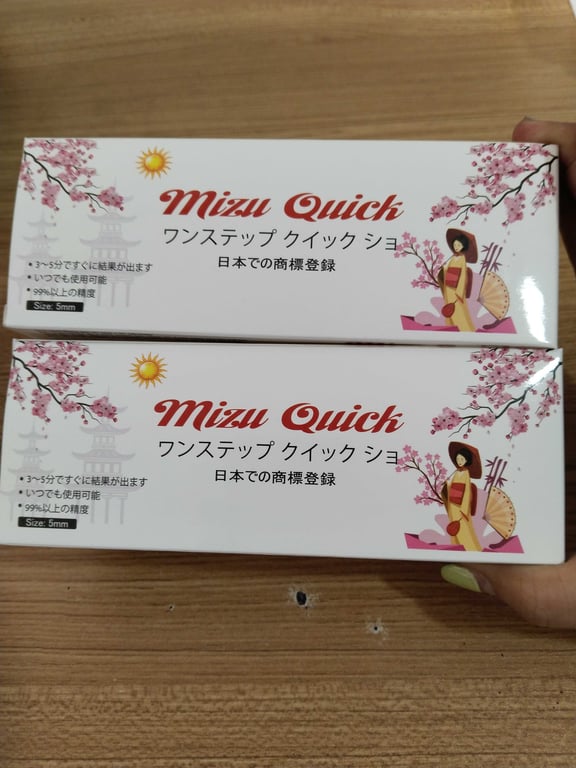 Mizu Quick
ワンステップ クイック ショ
日本での商標登録
• 3〜5分ですぐに結果が出ます
• いつでも使用可能
• 99%以上の精度
Size: 5mm
Mizu Quick
ワンステップ クイック ショ
日本での商標登録
• 3〜5分ですぐに結果が出ます
• いつでも使用可能
• 99%以上の精度
Size: 5mm